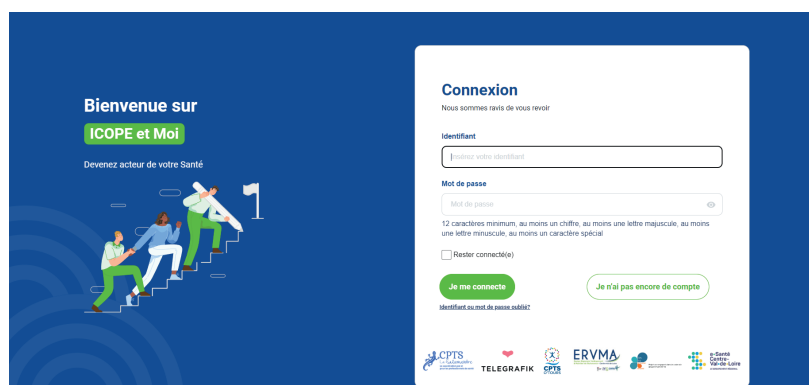 Bienvenue sur
ICOPE et Moi
Devenez acteur de votre Santé
Connexion
Nous sommes ravis de vous revoir
Identifiant
Insérez votre identifiant
Mot de passe
Mot de passe
12 caractères minimum, au moins un chiffre, au moins une lettre majuscule, au moins
une lettre minuscule, au moins un caractère spécial
Rester connecté(e)
Je me connecte
Je n'ai pas encore de compte
Identifiant ou mot de passe oublié?
CPTS
TELEGRAFIK
CPTS
ERVMA
e-Santé
Centre-
Val-de-Loire